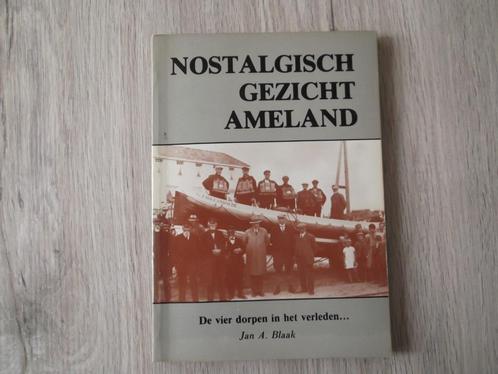 NOSTALGISCH
GEZICHT
AMELAND
De vier dorpen in het verleden...
Jan A. Blaak